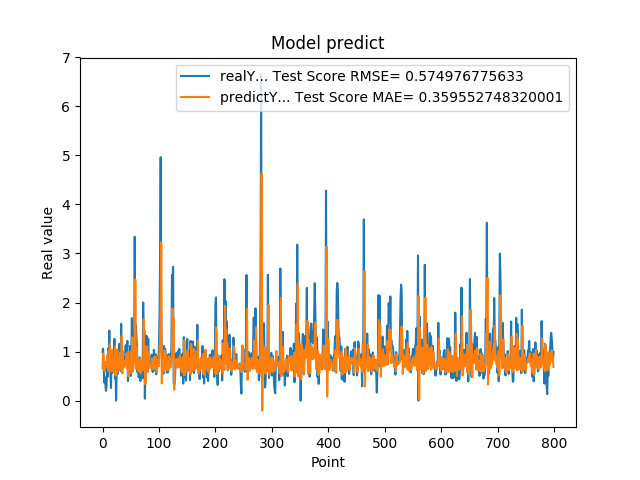 Model predict
realY... Test Score RMSE= 0.574976775633
predictY... Test Score MAE= 0.359552748320001
Real value
7
6
5
4
3
2
1
0
0 100 200 300 400 500 600 700 800
Point